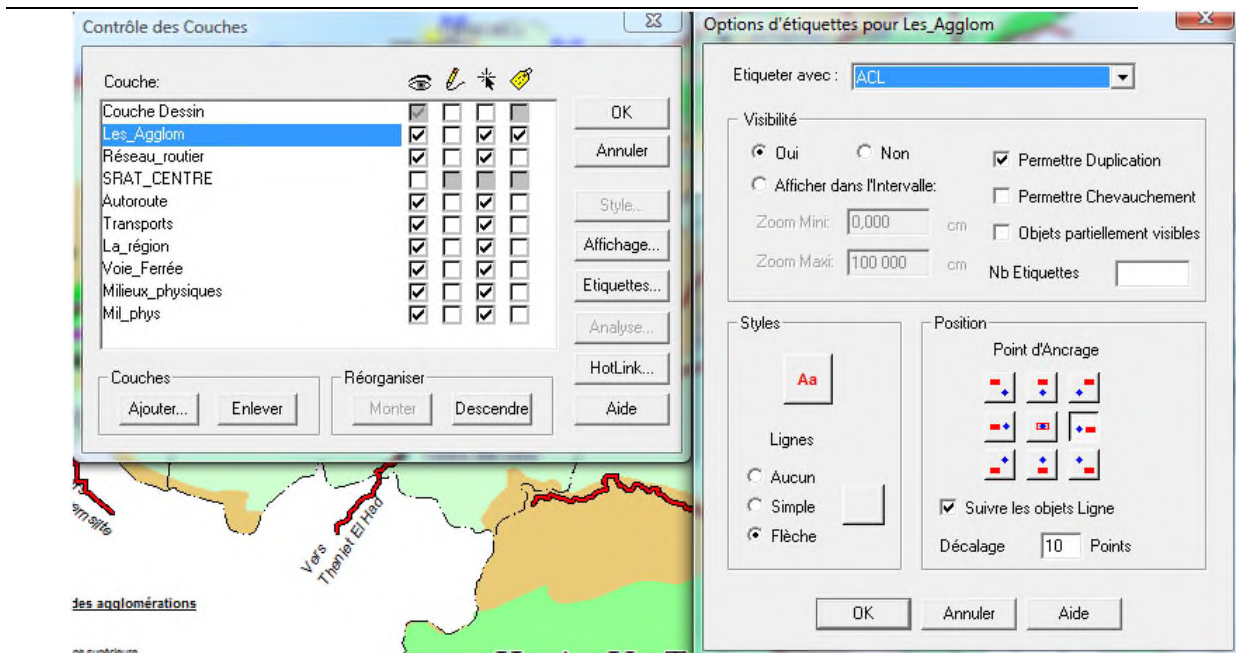 Contrôle des Couches
Couche:
Couche Dessin
Les_Agglom
Réseau_routier
SRAT_CENTRE
Autoroute
Transports
La_région
Voie_Ferrée
Milieux_physiques
Mil_phys
OK
Annuler
Style...
Affichage...
Etiquettes...
Analyse...
HotLink...
Aide
Couches
Ajouter...
Enlever
Réorganiser
Monter
Descendre
Options d'étiquettes pour Les_Agglom
Etiqueter avec :
ACL
Visibilité
Oui
Non
Afficher dans l'Intervalle:
Zoom Mini:
0,000
cm
Zoom Maxi:
100 000
cm
Permettre Duplication
Permettre Chevauchement
Objets partiellement visibles
Nb Etiquettes
Styles
Aa
Lignes
Aucun
Simple
Flèche
Position
Point d'Ancrage
Suivre les objets Ligne
Décalage
10
Points
OK
Annuler
Aide
Vers
Theniet El Had
des agglomérations